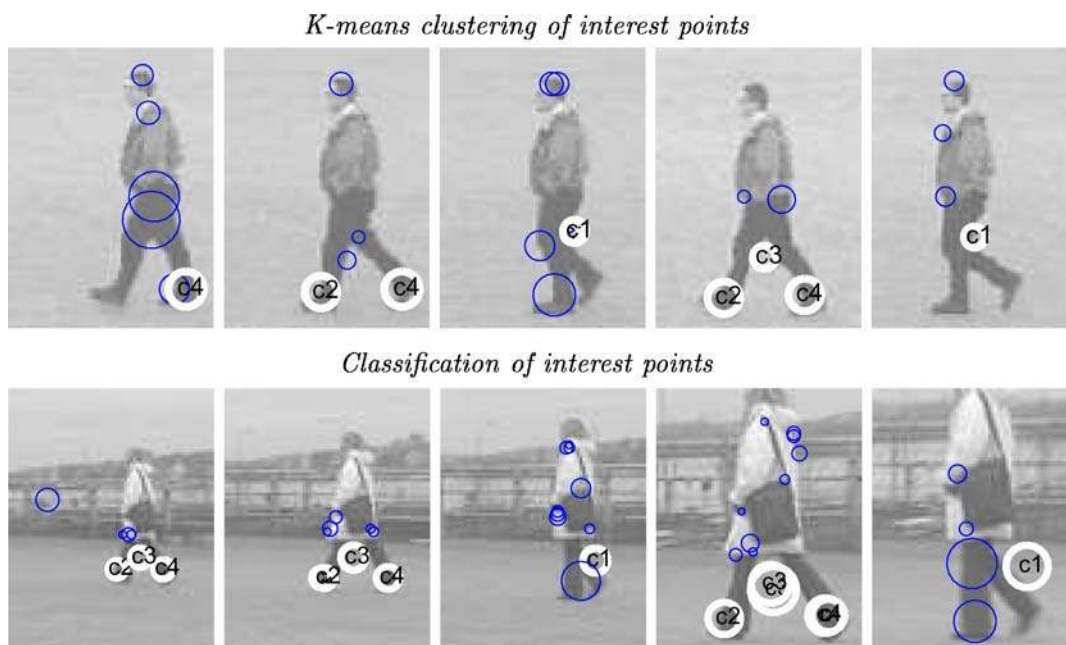 K-means clustering of interest points
c4
c2 c4
c1
c3
c2 c4
c1
Classification of interest points
c3
c2 c4
c3
c2 c4
c1
c3
c2 c4
c1